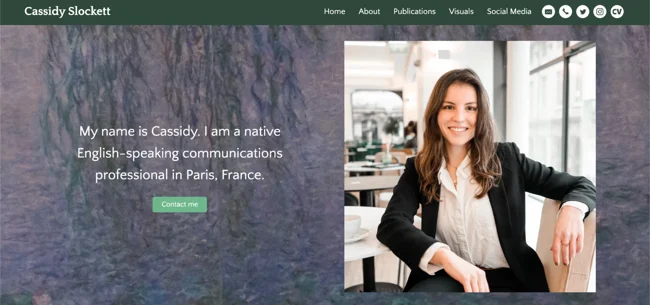 Cassidy Slockett
Home About Publications Visuals Social Media CV
My name is Cassidy. I am a native
English-speaking communications
professional in Paris, France.
Contact me